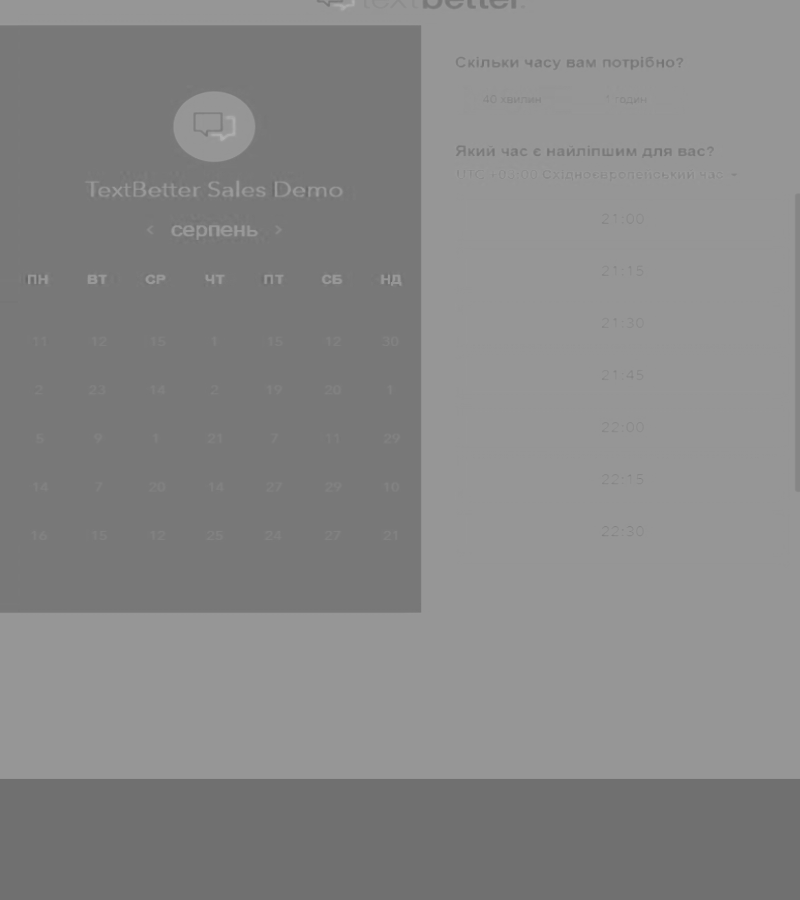 textbetter
TextBetter Sales Demo
‹ серпень ›
ПН ВТ СР ЧТ ПТ СБ НД
11 12 15 1 15 12 30
2 23 14 2 19 20 1
5 9 21 7 11 29
14 7 20 14 27 29 10
16 15 12 25 24 27 21
Скільки часу вам потрібно?
40 хвилин 1 годин
Який час є найліпшим для вас?
UTC +03:00 Східноєвропейський час
21:00
21:15
21:30
21:45
22:00
22:15
22:30